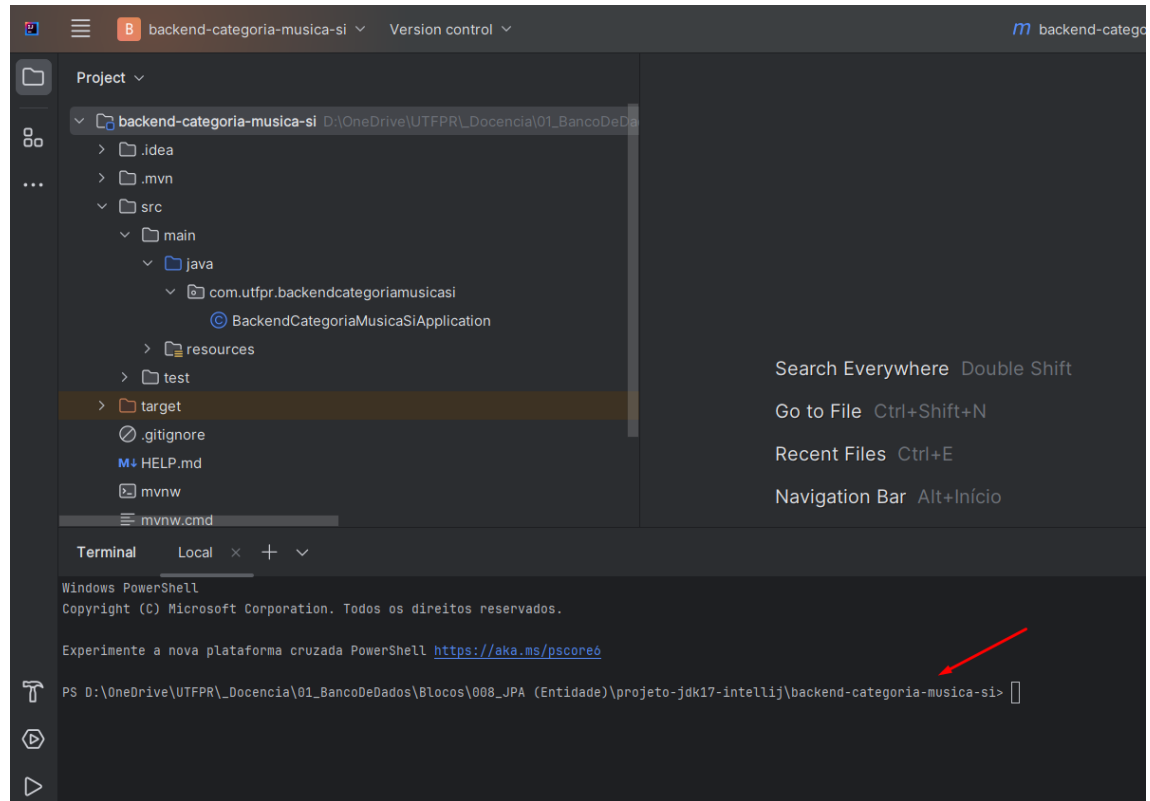 B backend-categoria-musica-si Version control m backend-catego
Project
backend-categoria-musica-si D:\OneDrive\UTFPR\_Docencia\01_BancoDeDa
.idea
.mvn
src
main
java
com.utfpr.backendcategoriamusicasi
C BackendCategoriaMusicaSiApplication
resources
test
target
.gitignore
M↓ HELP.md
mvnw
mvnw.cmd
Search Everywhere Double Shift
Go to File Ctrl+Shift+N
Recent Files Ctrl+E
Navigation Bar Alt+Início
Terminal Local × +
Windows PowerShell
Copyright (C) Microsoft Corporation. Todos os direitos reservados.
Experimente a nova plataforma cruzada PowerShell https://aka.ms/pscore6
PS D:\OneDrive\UTFPR\_Docencia\01_BancoDeDados\Blocos\008_JPA (Entidade)\projeto-jdk17-intellij\backend-categoria-musica-si>